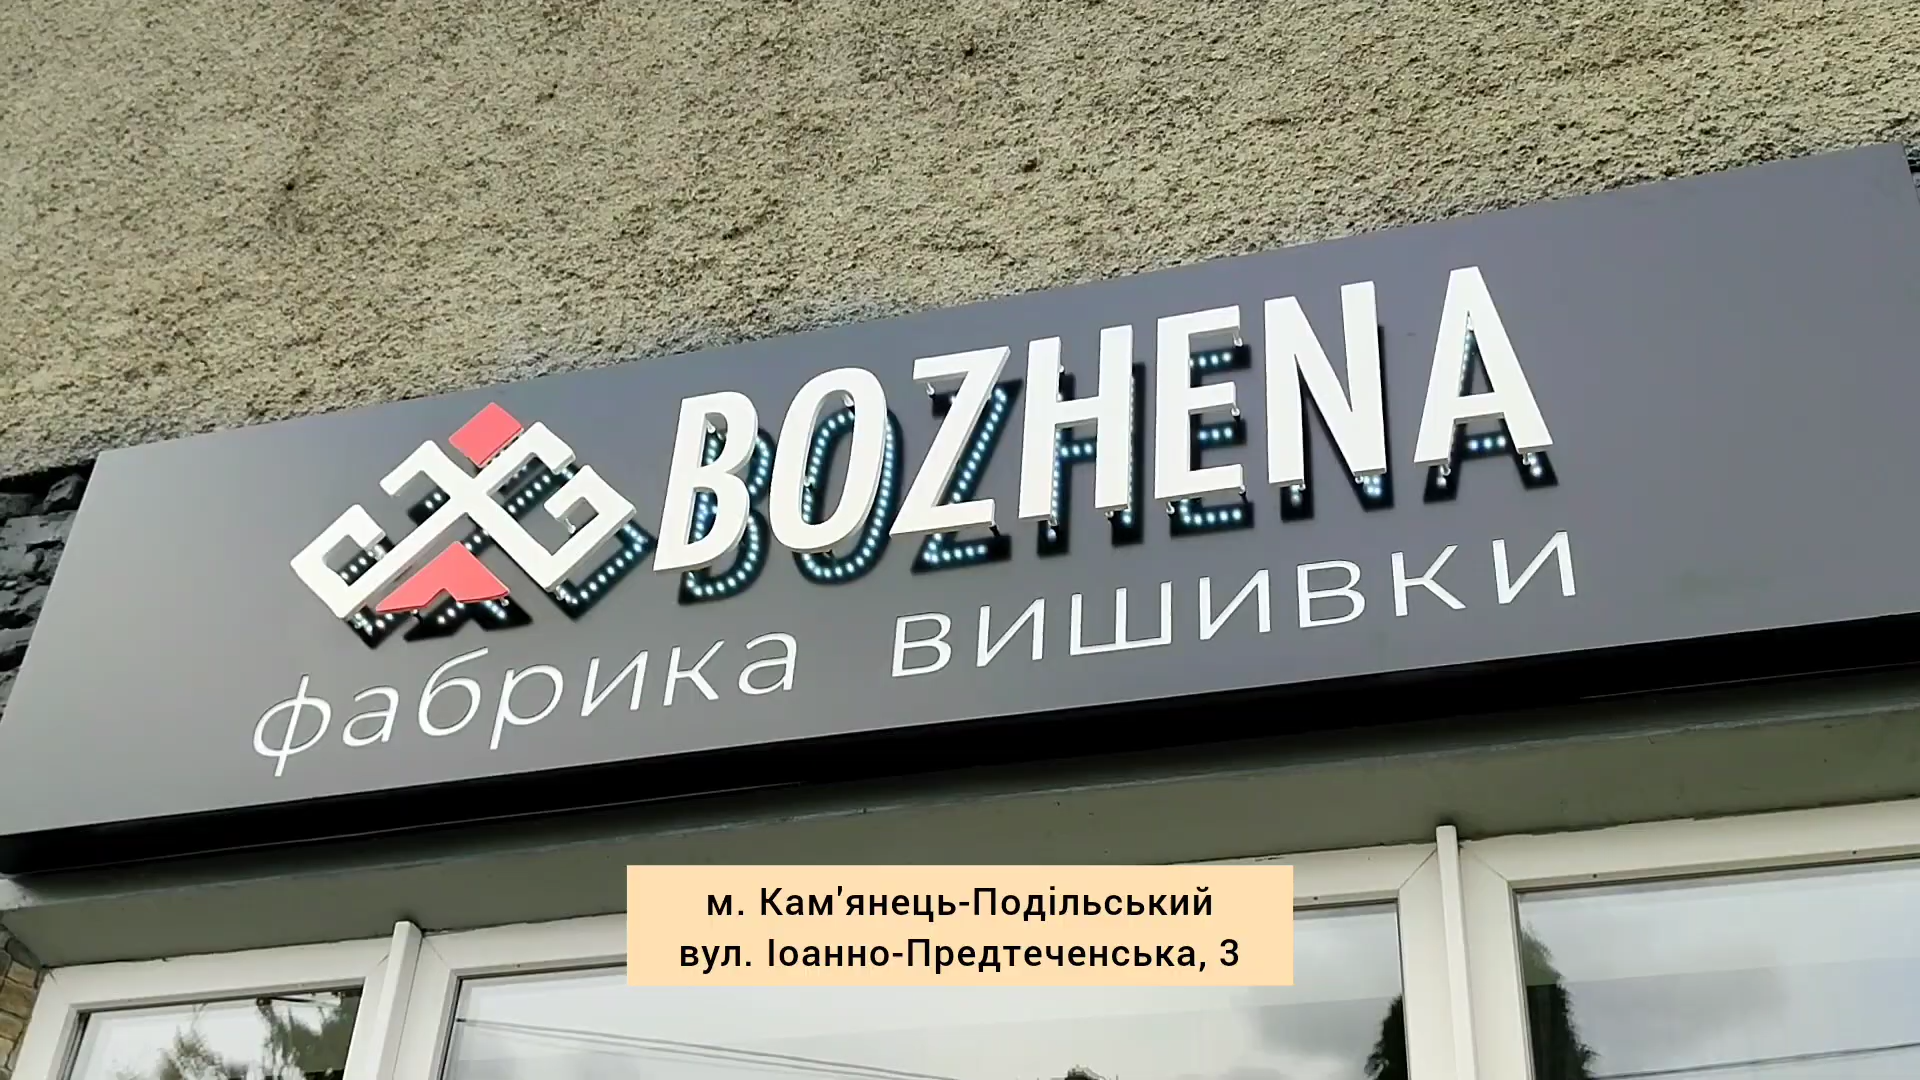 BOZHENA
фабрика вишивки
м. Кам'янець-Подільський
вул. Іоанно-Предтеченська, 3